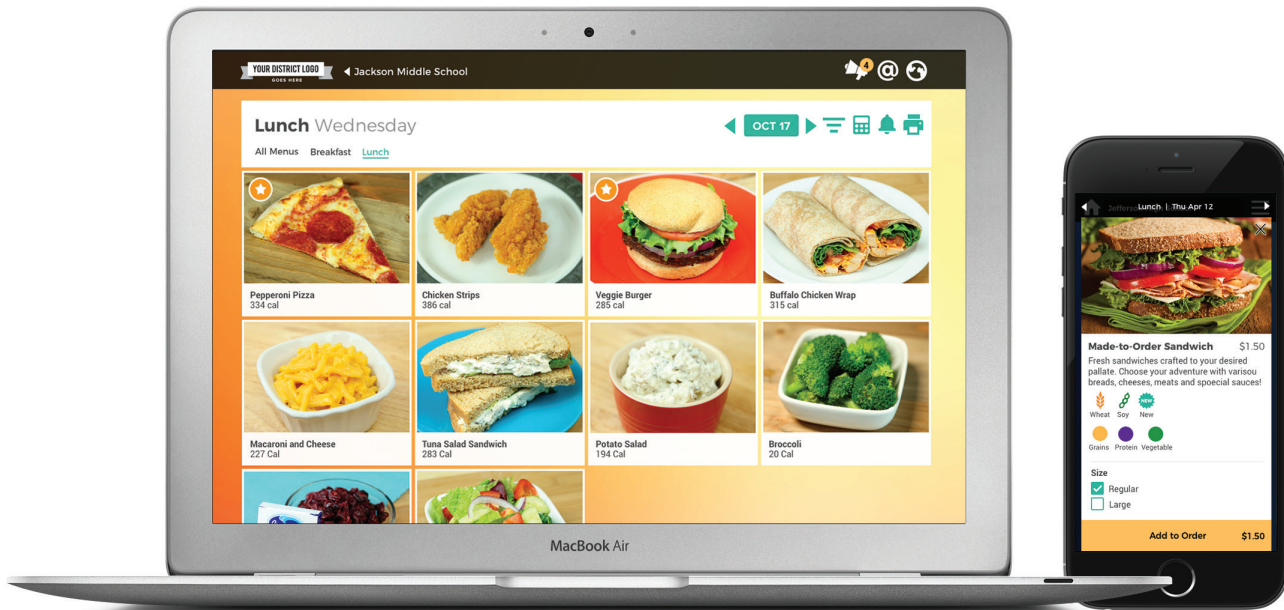 YOUR DISTRICT LOGO
GOES HERE
Jackson Middle School
4
@
Lunch Wednesday
OCT 17
All Menus Breakfast Lunch
Pepperoni Pizza
334 cal
Chicken Strips
386 cal
Veggie Burger
285 cal
Buffalo Chicken Wrap
315 cal
Macaroni and Cheese
227 Cal
Tuna Salad Sandwich
283 Cal
Potato Salad
194 Cal
Broccoli
20 Cal
MacBook Air
Lunch | Thu Apr 12
Made-to-Order Sandwich $1.50
Fresh sandwiches crafted to your desired
pallate. Choose your adventure with varisou
breads, cheeses, meats and spoecial sauces!
NEW
Wheat Soy New
Grains Protein Vegetable
Size
Regular
Large
Add to Order $1.50